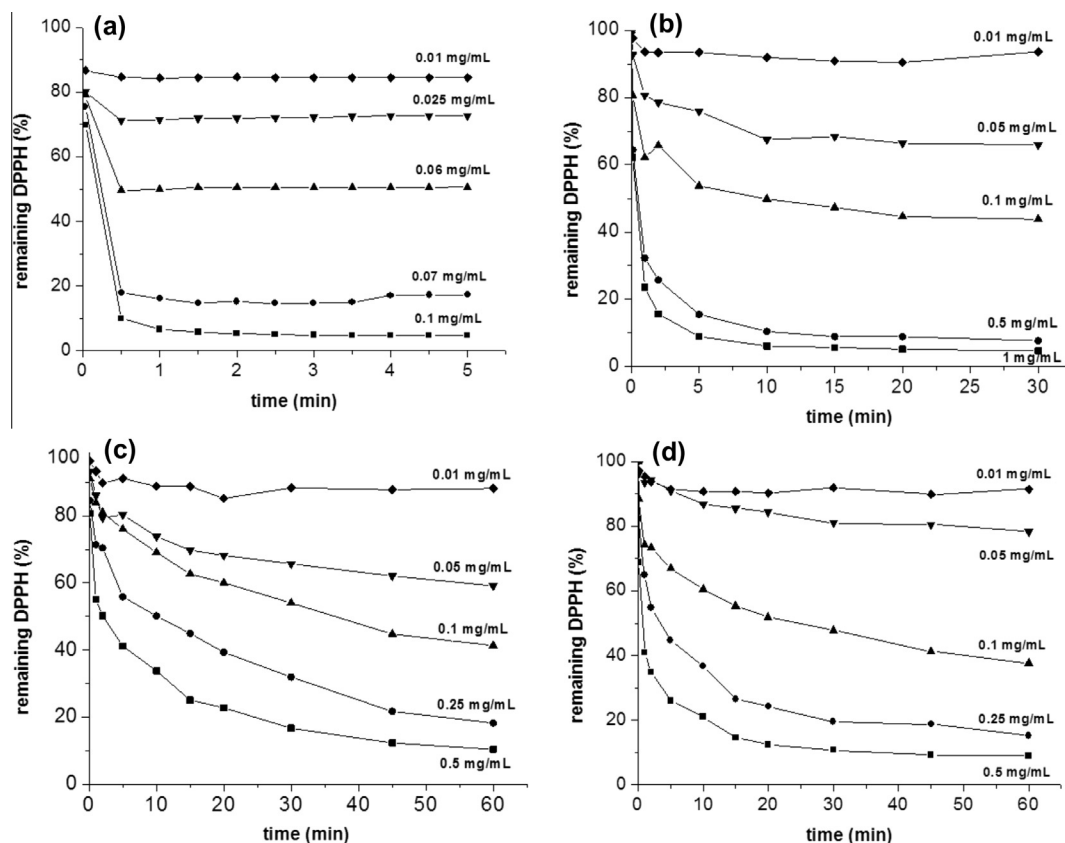 (a)
remaining DPPH (%)
100
80
60
40
20
0
0.01 mg/mL
0.025 mg/mL
0.06 mg/mL
0.07 mg/mL
0.1 mg/mL
0 1 2 3 4 5
time (min)
(b)
remaining DPPH (%)
100
80
60
40
20
0
0.01 mg/mL
0.05 mg/mL
0.1 mg/mL
0.5 mg/mL
1 mg/mL
0 5 10 15 20 25 30
time (min)
(c)
remaining DPPH (%)
100
80
60
40
20
0
0.01 mg/mL
0.05 mg/mL
0.1 mg/mL
0.25 mg/mL
0.5 mg/mL
0 10 20 30 40 50 60
time (min)
(d)
remaining DPPH (%)
100
80
60
40
20
0
0.01 mg/mL
0.05 mg/mL
0.1 mg/mL
0.25 mg/mL
0.5 mg/mL
0 10 20 30 40 50 60
time (min)